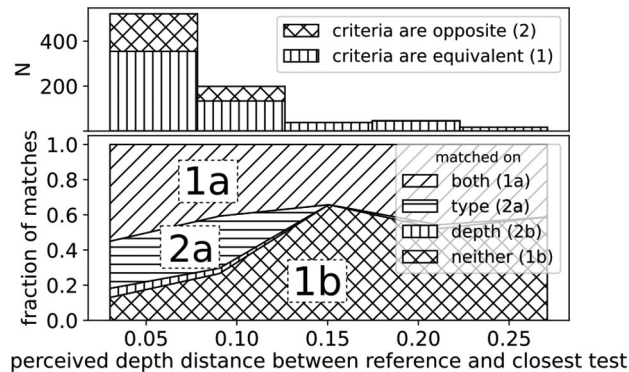 N
400
200
criteria are opposite (2)
criteria are equivalent (1)
fraction of matches
1.0
0.8
0.6
0.4
0.2
0.0
1a
2a
1b
matched on
both (1a)
type (2a)
depth (2b)
neither (1b)
0.05 0.10 0.15 0.20 0.25
perceived depth distance between reference and closest test